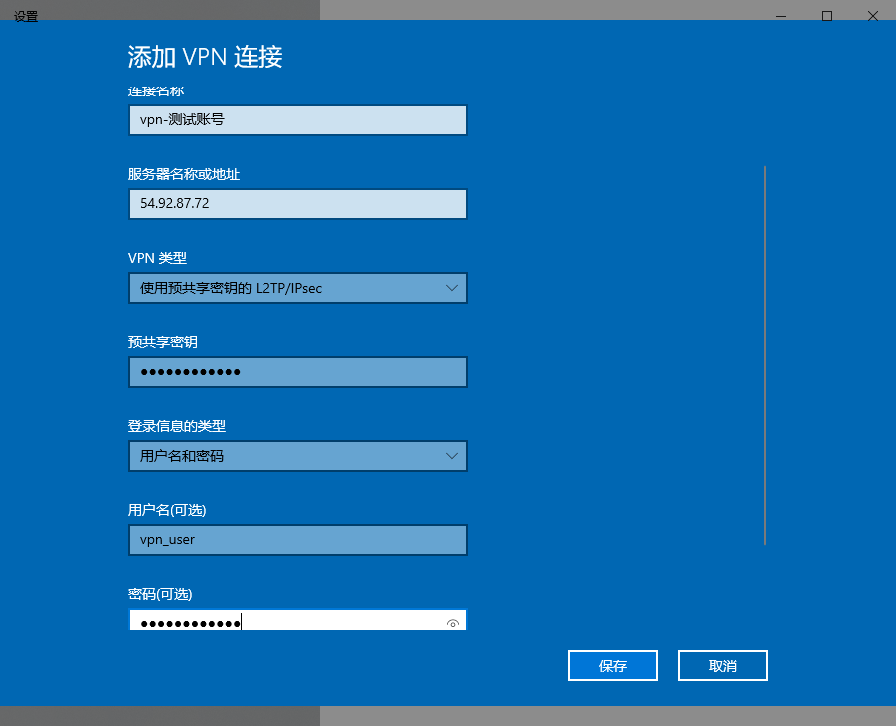 设置
添加 VPN 连接
连接名称
vpn-测试账号
服务器名称或地址
54.92.87.72
VPN 类型
使用预共享密钥的 L2TP/IPsec
预共享密钥
●●●●●●●●●●●●
登录信息的类型
用户名和密码
用户名(可选)
vpn_user
密码(可选)
●●●●●●●●●●●●
保存
取消